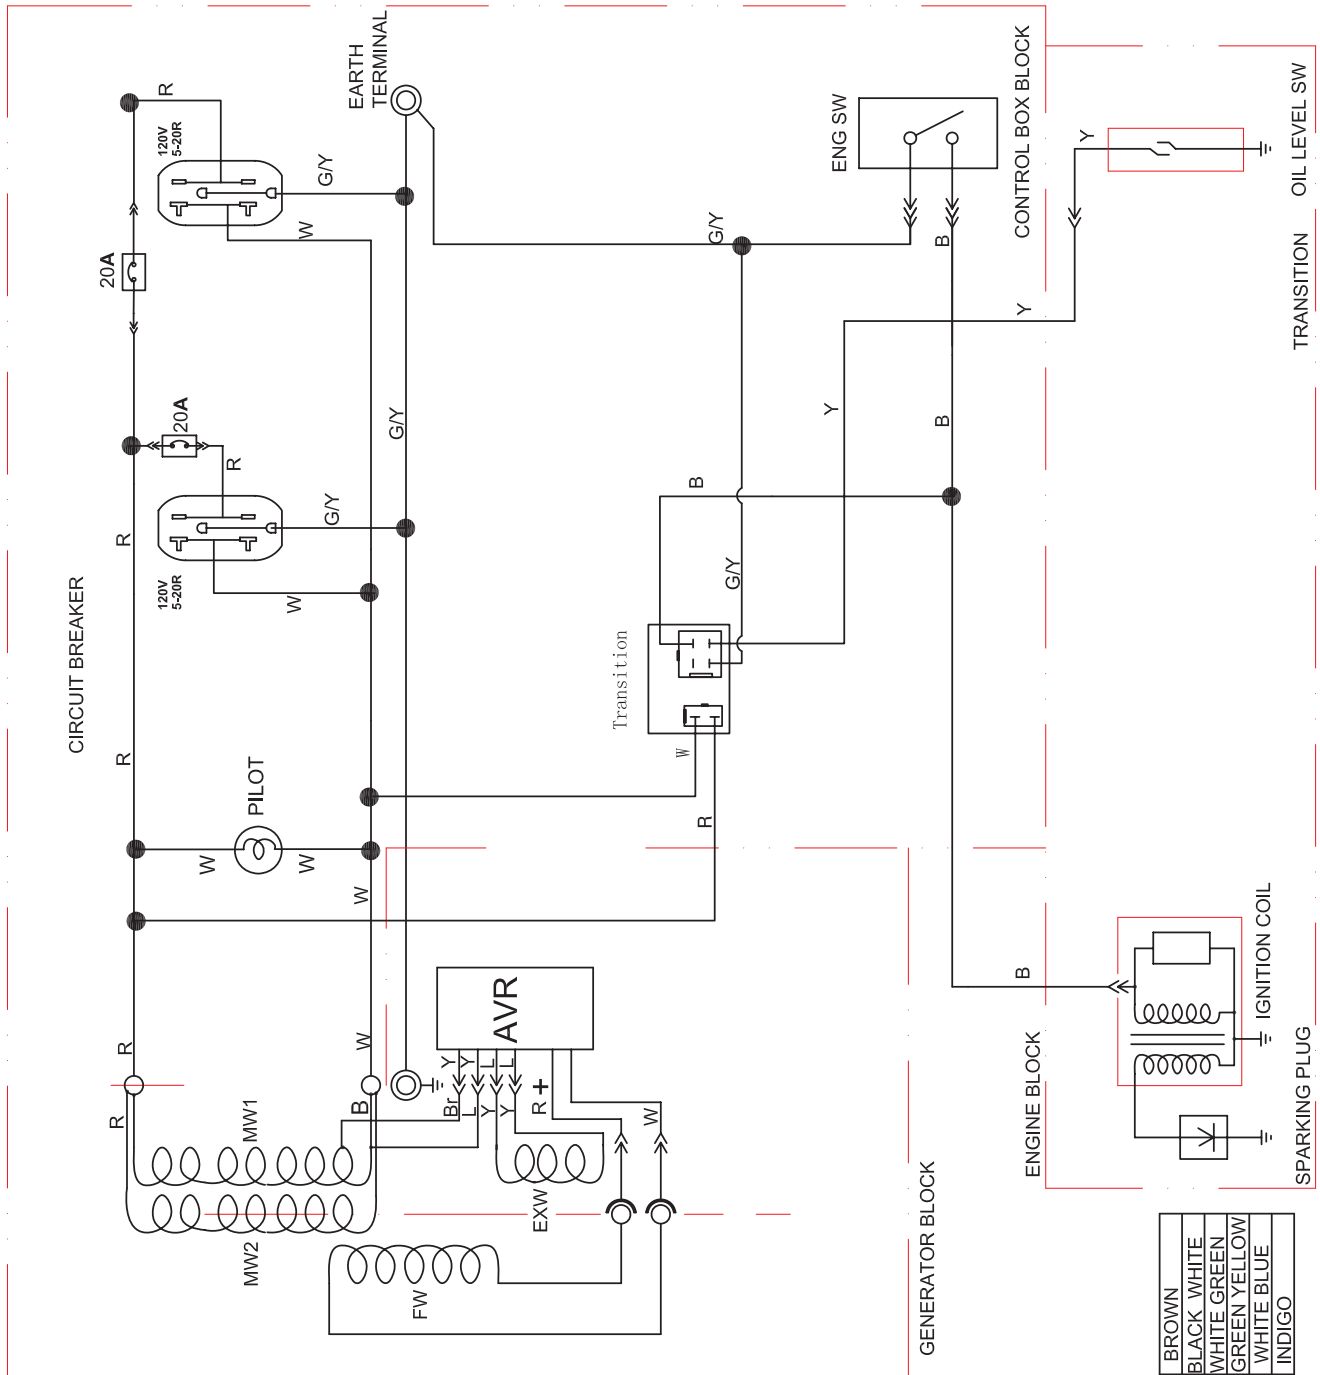 EARTH
TERMINAL
R
120V
5-20R
G/Y
W
20A
ENG SW
CONTROL BOX BLOCK
OIL LEVEL SW
TRANSITION
Y
G/Y
B
Y
20A
R
G/Y
Y
B
R
120V
5-20R
G/Y
W
B
G/Y
CIRCUIT BREAKER
Transition
R
PILOT
W
W
W
W
R
R
W
AVR
B
IGNITION COIL
SPARKING PLUG
ENGINE BLOCK
R
B
MW1
MW2
Y
Y
L
L
Br
L
Y
Y
R
+
W
EXW
FW
GENERATOR BLOCK
BROWN
BLACK WHITE
WHITE GREEN
GREEN YELLOW
WHITE BLUE
INDIGO